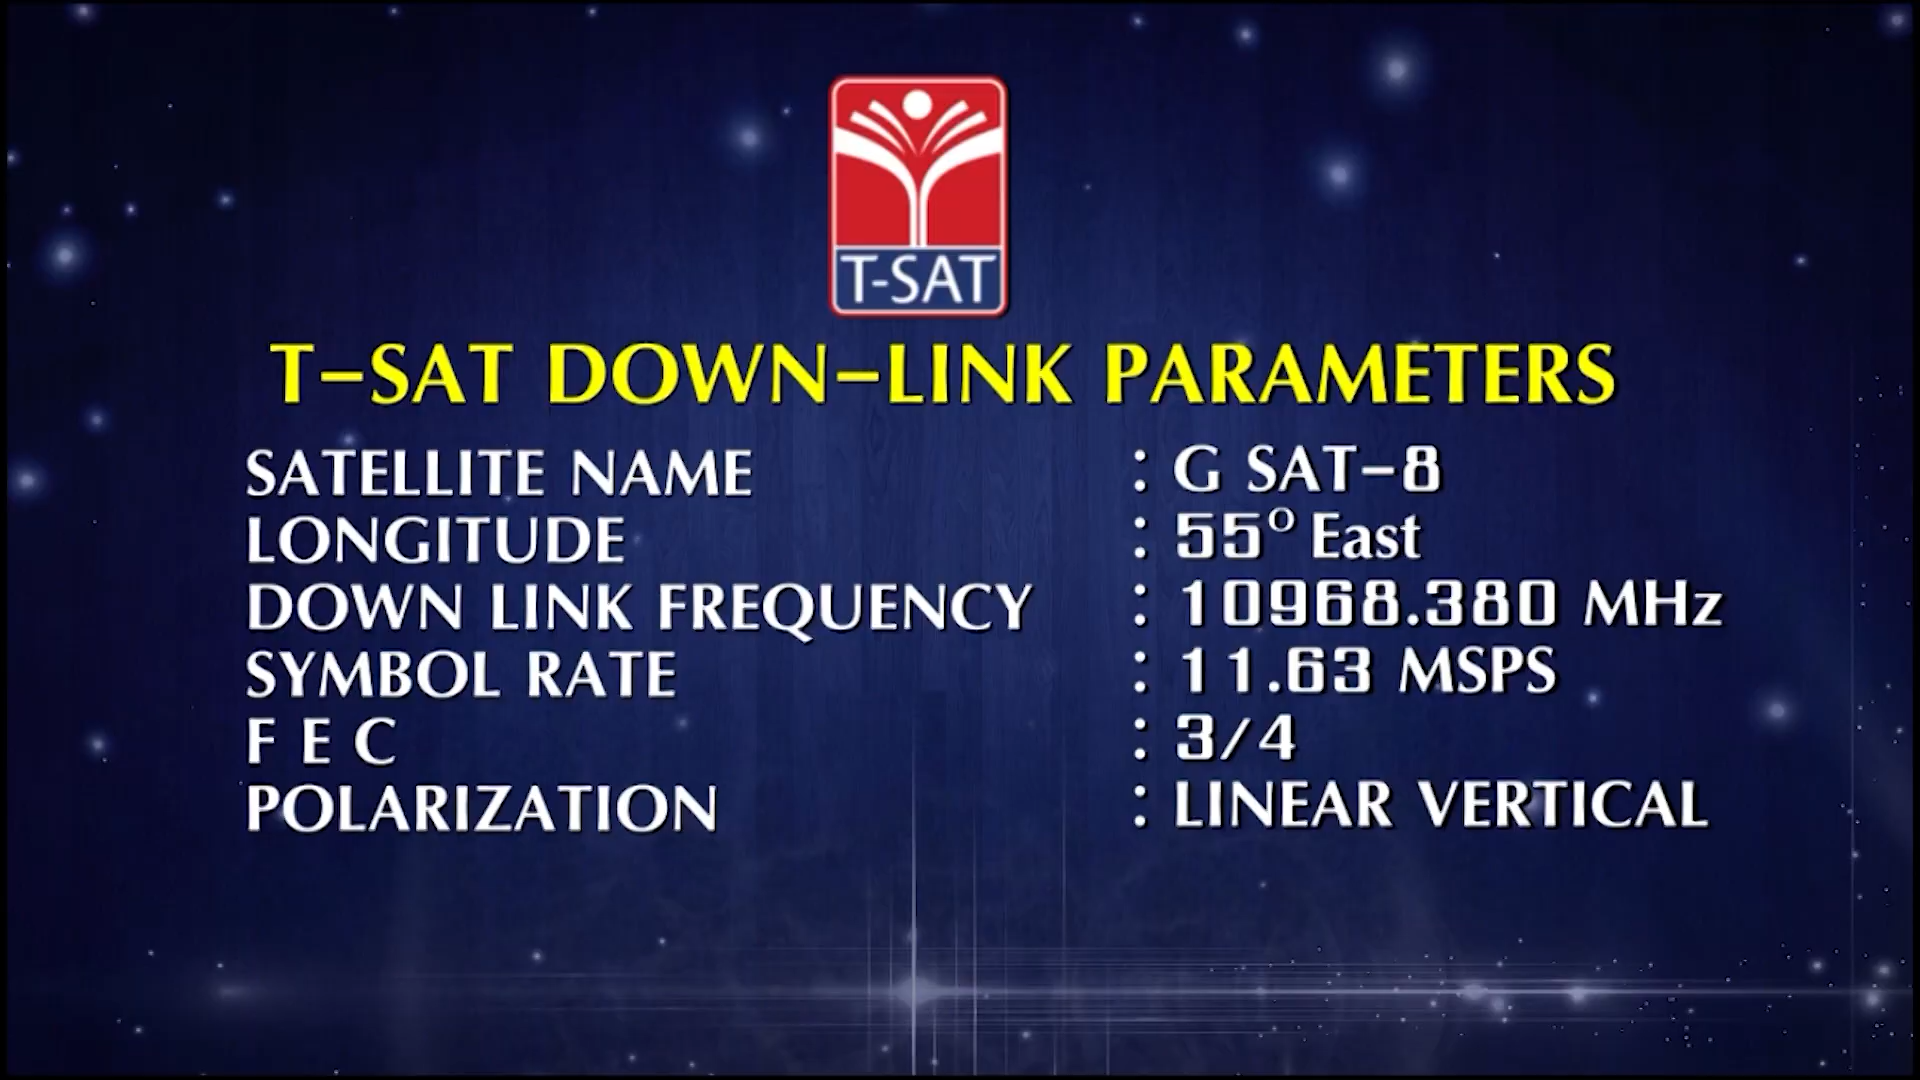 T-SAT
T-SAT DOWN-LINK PARAMETERS
SATELLITE NAME : G SAT-8
LONGITUDE : 55° East
DOWN LINK FREQUENCY : 10968.380 MHz
SYMBOL RATE : 11.63 MSPS
F E C : 3/4
POLARIZATION : LINEAR VERTICAL